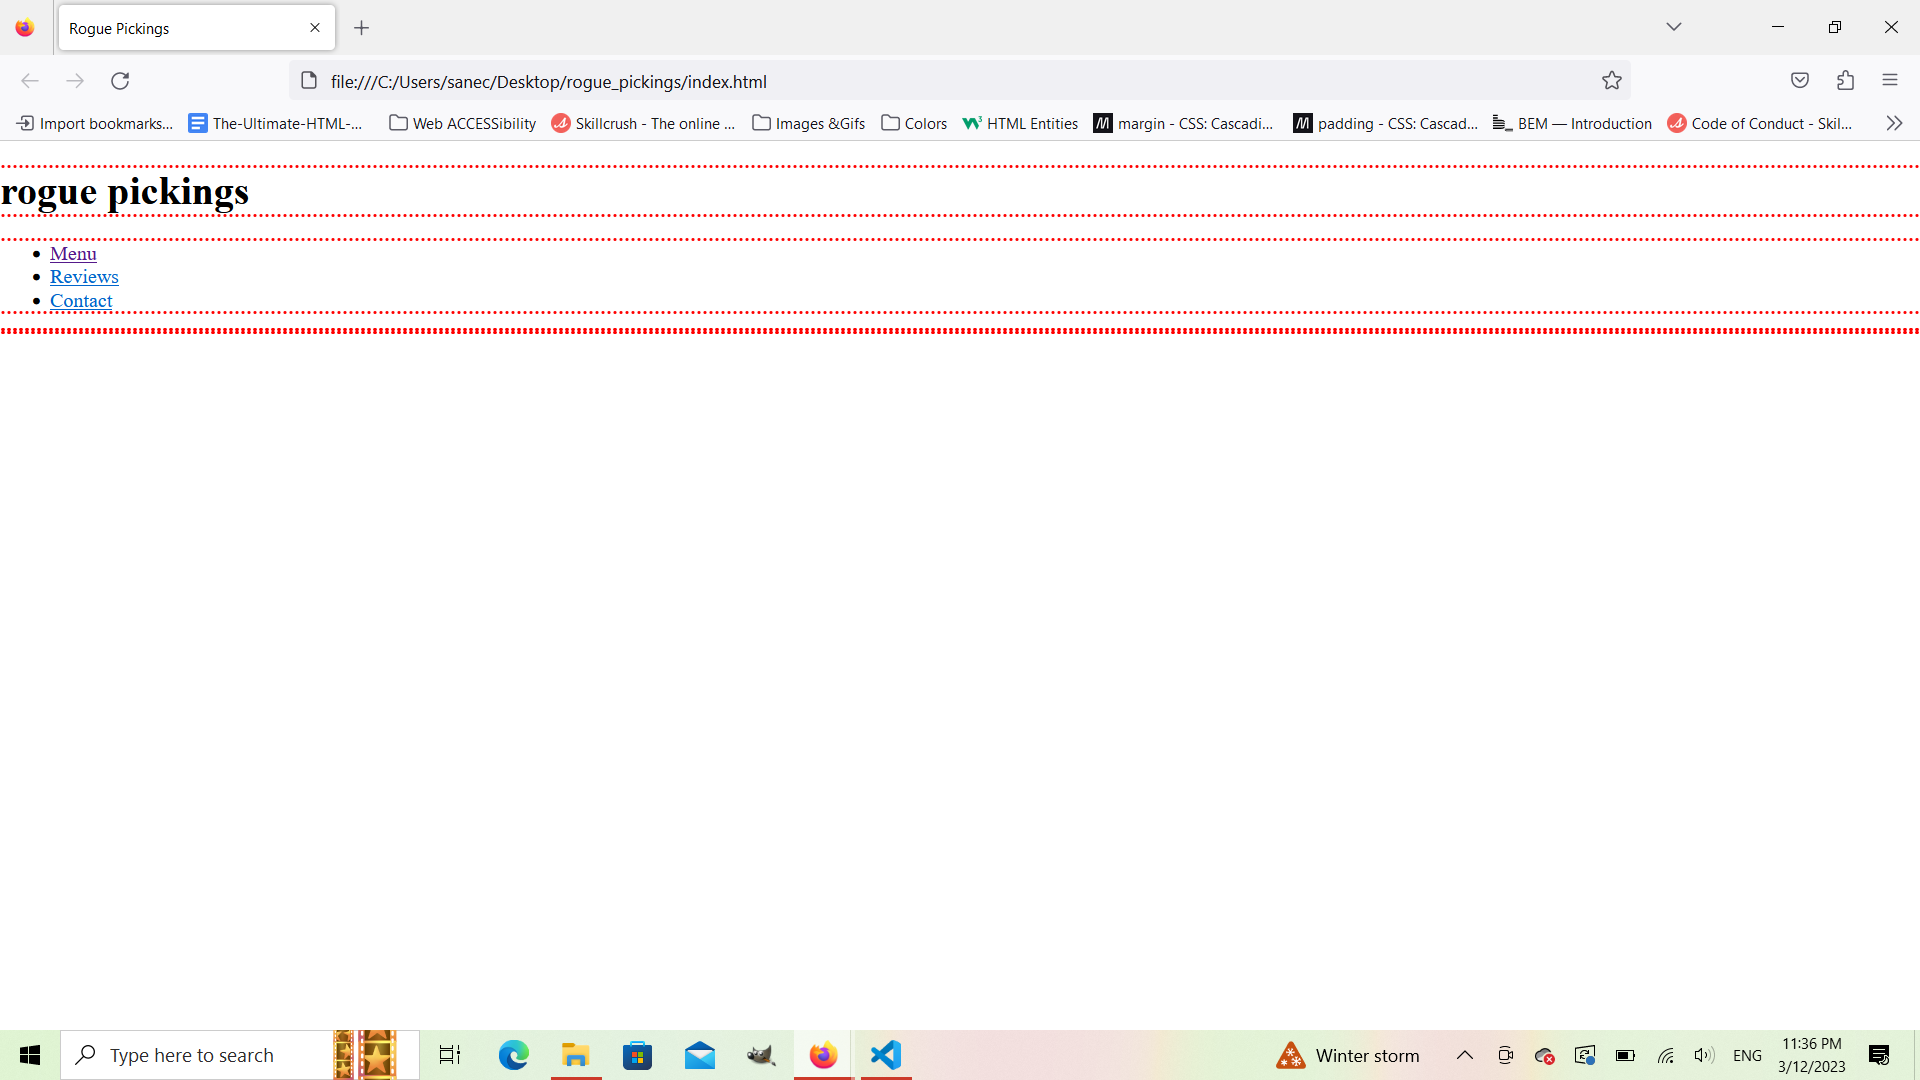 Rogue Pickings
file:///C:/Users/sanec/Desktop/rogue_pickings/index.html
Import bookmarks... The-Ultimate-HTML-... Web ACCESSibility Skillcrush - The online ... Images &Gifs Colors HTML Entities margin - CSS: Cascadi... padding - CSS: Cascad... BEM — Introduction Code of Conduct - Skil...
rogue pickings
Menu
Reviews
Contact
Type here to search
Winter storm
ENG
11:36 PM
3/12/2023